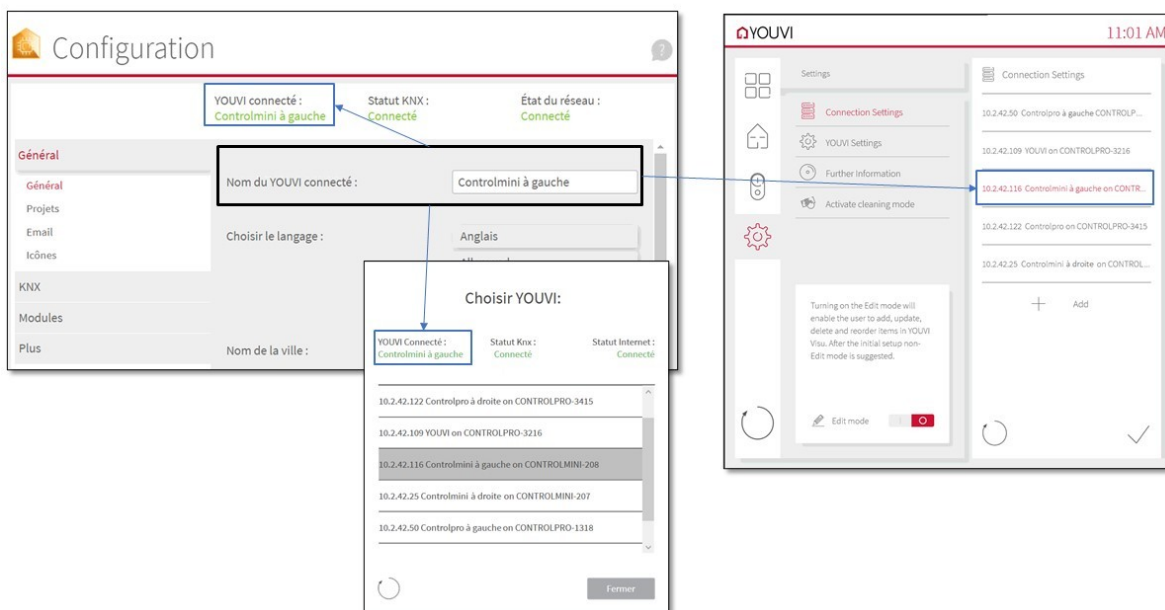 Configuration
?
YOUVI connecté :
Controlmini à gauche
Statut KNX :
Connecté
État du réseau :
Connecté
Général
Général
Projets
Email
Icônes
KNX
Modules
Plus
Nom du YOUVI connecté :
Controlmini à gauche
Choisir le langage :
Anglais
Nom de la ville :
Choisir YOUVI:
YOUVI Connecté :
Controlmini à gauche
Statut Knx :
Connecté
Statut Internet :
Connecté
10.2.42.122 Controlpro à droite on CONTROLPRO-3415
10.2.42.109 YOUVI on CONTROLPRO-3216
10.2.42.116 Controlmini à gauche on CONTROLMINI-208
10.2.42.25 Controlmini à droite on CONTROLMINI-207
10.2.42.50 Controlpro à gauche on CONTROLPRO-1318
Fermer
YOUVI
11:01 AM
Settings
Connection Settings
YOUVI Settings
Further Information
Activate cleaning mode
Turning on the Edit mode will
enable the user to add, update,
delete and reorder items in YOUVI
Visu. After the initial setup non-
Edit mode is suggested.
Edit mode
Connection Settings
10.2.42.50 Controlpro à gauche CONTROLP...
10.2.42.109 YOUVI on CONTROLPRO-3216
10.2.42.116 Controlmini à gauche on CONTR...
10.2.42.122 Controlpro on CONTROLPRO-3415
10.2.42.25 Controlmini à droite on CONTROL...
Add